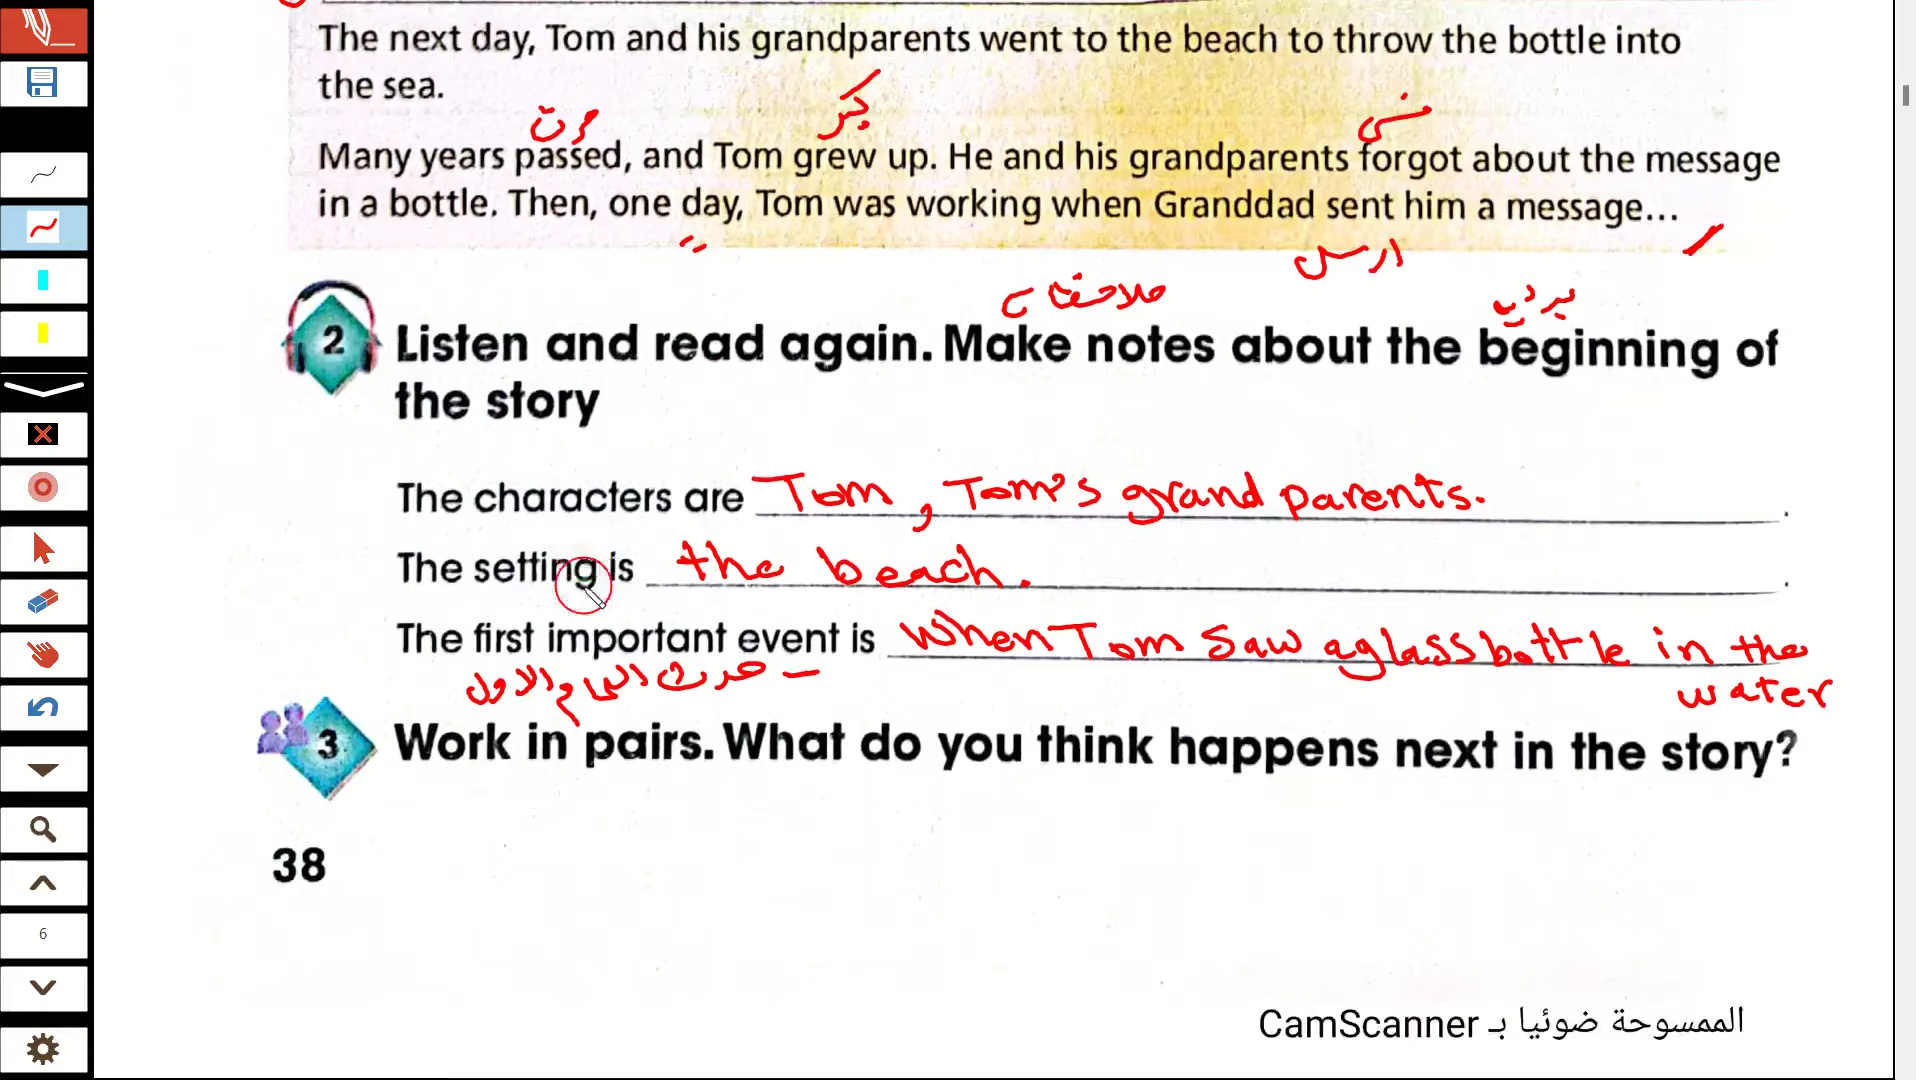 The next day, Tom and his grandparents went to the beach to throw the bottle into
the sea.
مرت كبر نسي
Many years passed, and Tom grew up. He and his grandparents forgot about the message
in a bottle. Then, one day, Tom was working when Granddad sent him a message...
ارسل
ملاحظات
2 Listen and read again. Make notes about the beginning of
the story
The characters are Tom, Tom's grand parents. .
The setting is the beach. .
The first important event is when Tom saw a glass bottle in the
water
3 Work in pairs. What do you think happens next in the story?
38
6
الممسوحة ضوئيا بـ CamScanner